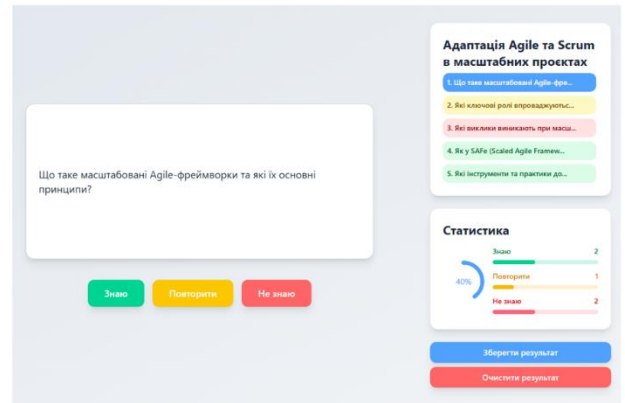 Що таке масштабовані Agile-фреймворки та які їх основні
принципи?
Знаю
Повторити
Не знаю
Адаптація Agile та Scrum
в масштабних проєктах
1. Що таке масштабовані Agile-фре...
2. Які ключові ролі впроваджуютьс...
3. Які виклики виникають при масш...
4. Як у SAFe (Scaled Agile Framew...
5. Які інструменти та практики до...
Статистика
40%
Знаю 2
Повторити 1
Не знаю 2
Зберегти результат
Очистити результат